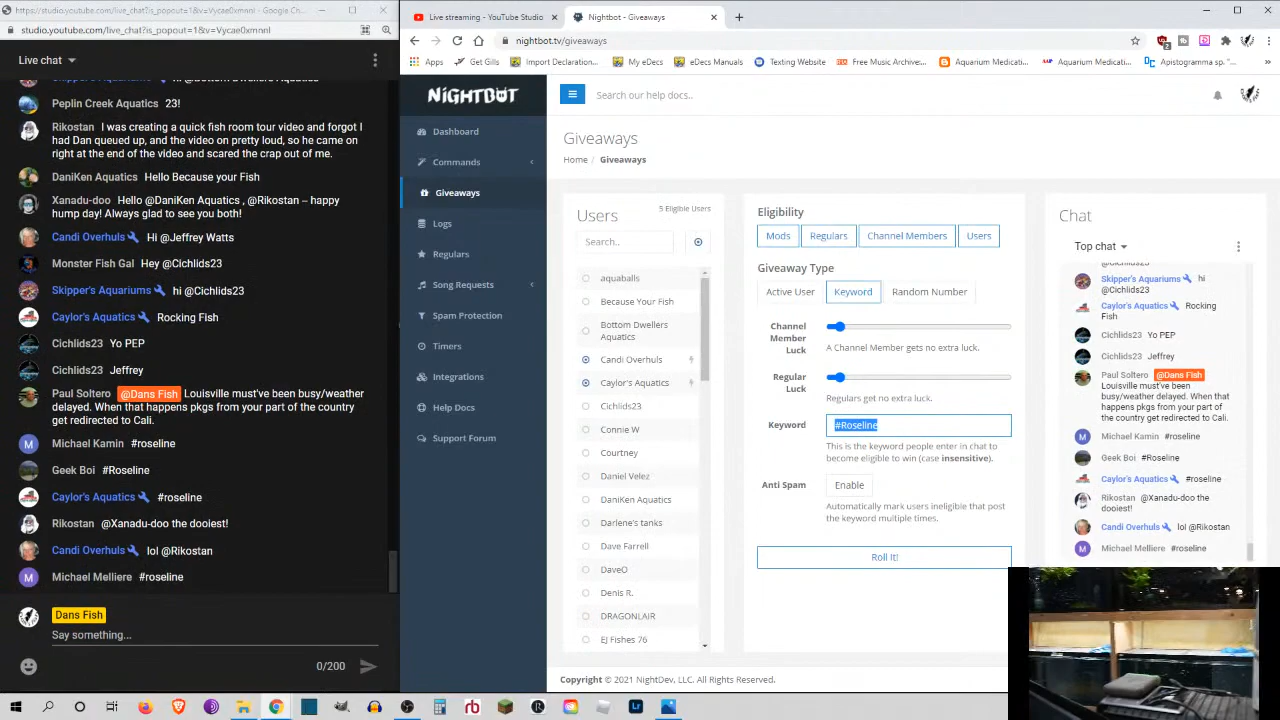 https://studio.youtube.com/live_chat?is_popout=1&v=Vycae0xmnnI - Google Ch...
studio.youtube.com/live_chat?is_popout=1&v=Vycae0xmnnI
Live chat
Skipper's Aquariums hi @Bottom Dwellers Aquatics
Peplin Creek Aquatics 23!
Rikostan I was creating a quick fish room tour video and forgot I
had Dan queued up, and the video on pretty loud, so he came on
right at the end of the video and scared the crap out of me.
DaniKen Aquatics Hello Because your Fish
Xanadu-doo Hello @DaniKen Aquatics , @Rikostan – happy
hump day! Always glad to see you both!
Candi Overhuls Hi @Jeffrey Watts
Monster Fish Gal Hey @Cichlids23
Skipper's Aquariums hi @Cichlids23
Caylor's Aquatics Rocking Fish
Cichlids23 Yo PEP
Cichlids23 Jeffrey
Paul Soltero @Dans Fish Louisville must've been busy/weather
delayed. When that happens pkgs from your part of the country
get redirected to Cali.
Michael Kamin #roseline
Geek Boi #Roseline
Caylor's Aquatics #roseline
Rikostan @Xanadu-doo the dooiest!
Candi Overhuls lol @Rikostan
M Michael Melliere #roseline
Dans Fish
Say something...
0/200
Live streaming - YouTube Studio
Nightbot - Giveaways
nightbot.tv/giveaways
Apps
Get Gills
Import Declaration...
My eDecs
eDecs Manuals
Texting Website
Free Music Archive...
Aquarium Medicati...
Aquarium Medicati...
Apistogramma sp. "...
NiGHTBOT
Search our help docs..
Dashboard
Commands
Giveaways
Logs
Regulars
Song Requests
Spam Protection
Timers
Integrations
Help Docs
Support Forum
Giveaways
Home / Giveaways
Users
5 Eligible Users
Search..
aquaballs
Because Your Fish
Bottom Dwellers
Aquatics
Candi Overhuls
Caylor's Aquatics
Cichlids23
Connie W
Courtney
Daniel Velez
DaniKen Aquatics
Darlene's tanks
Dave Farrell
DaveO
Denis R.
DRAGONLAIR
EJ Fishes 76
Eligibility
Mods
Regulars
Channel Members
Users
Giveaway Type
Active User
Keyword
Random Number
Channel
Member
Luck
A Channel Member gets no extra luck.
Regular
Luck
Regulars get no extra luck.
Keyword
#Roseline
This is the keyword people enter in chat to
become eligible to win (case insensitive).
Anti Spam
Enable
Automatically mark users ineligible that post
the keyword multiple times.
Roll It!
Chat
Top chat
@Cichlids23
Skipper's Aquariums hi
@Cichlids23
Caylor's Aquatics Rocking
Fish
Cichlids23 Yo PEP
Cichlids23 Jeffrey
Paul Soltero @Dans Fish
Louisville must've been
busy/weather delayed. When
that happens pkgs from your
part of the country get
redirected to Cali.
M Michael Kamin #roseline
Geek Boi #Roseline
Caylor's Aquatics #roseline
Rikostan @Xanadu-doo the
dooiest!
Candi Overhuls lol @Rikostan
M Michael Melliere #roseline
Copyright © 2021 NightDev, LLC. All Rights Reserved.